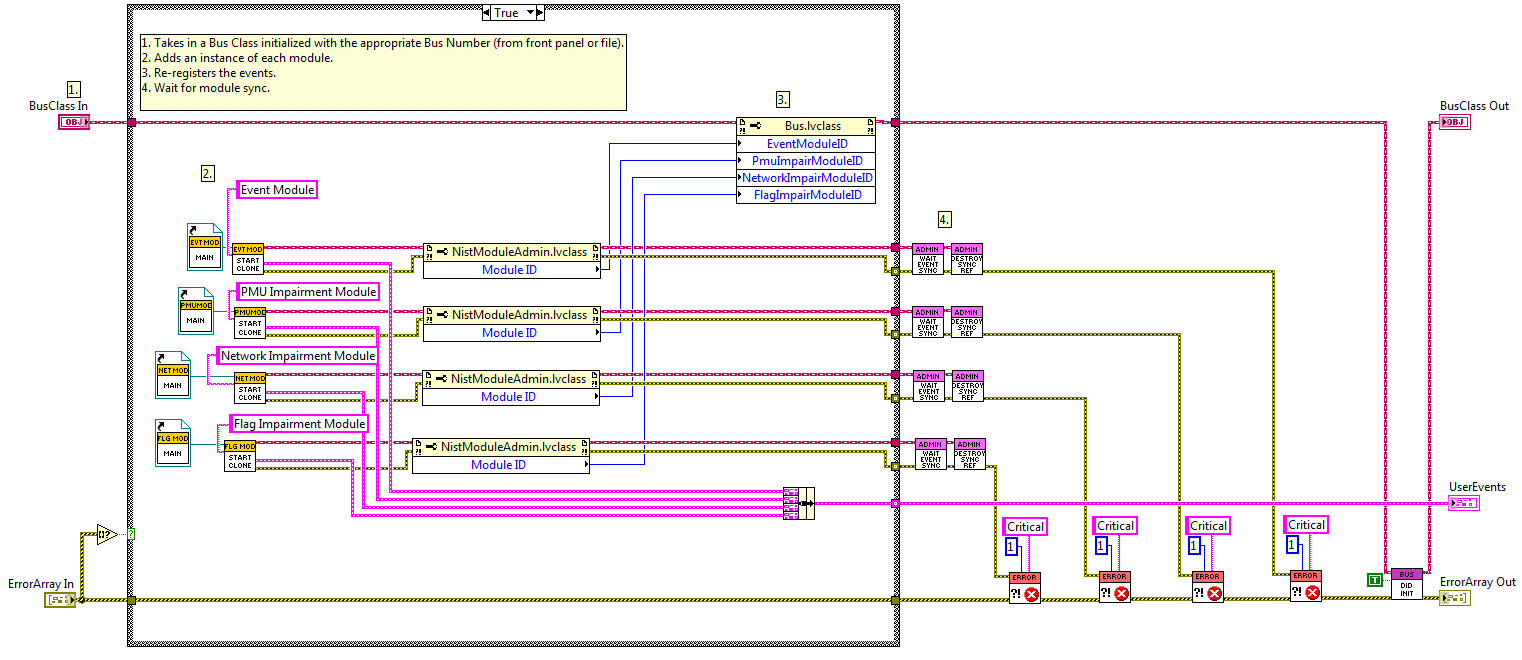 True
1. Takes in a Bus Class initialized with the appropriate Bus Number (from front panel or file).
2. Adds an instance of each module.
3. Re-registers the events.
4. Wait for module sync.
1.
BusClass In
OBJ
3.
BusClass Out
OBJ
Bus.lvclass
EventModuleID
PmuImpairModuleID
NetworkImpairModuleID
FlagImpairModuleID
2.
Event Module
4.
EVT MOD
MAIN
EVT MOD
START
CLONE
NistModuleAdmin.lvclass
Module ID
ADMIN
WAIT
EVENT
SYNC
ADMIN
DESTROY
SYNC
REF
PMU Impairment Module
PMUMOD
MAIN
PMUMOD
START
CLONE
NistModuleAdmin.lvclass
Module ID
ADMIN
WAIT
EVENT
SYNC
ADMIN
DESTROY
SYNC
REF
Network Impairment Module
NET MOD
MAIN
NET MOD
START
CLONE
NistModuleAdmin.lvclass
Module ID
ADMIN
WAIT
EVENT
SYNC
ADMIN
DESTROY
SYNC
REF
Flag Impairment Module
FLG MOD
MAIN
FLG MOD
START
CLONE
NistModuleAdmin.lvclass
Module ID
ADMIN
WAIT
EVENT
SYNC
ADMIN
DESTROY
SYNC
REF
UserEvents
Critical
Critical
Critical
Critical
1
1
1
1
?
ErrorArray In
ERROR
?!
ERROR
?!
ERROR
?!
ERROR
?!
T
BUS
DID
INIT
ErrorArray Out